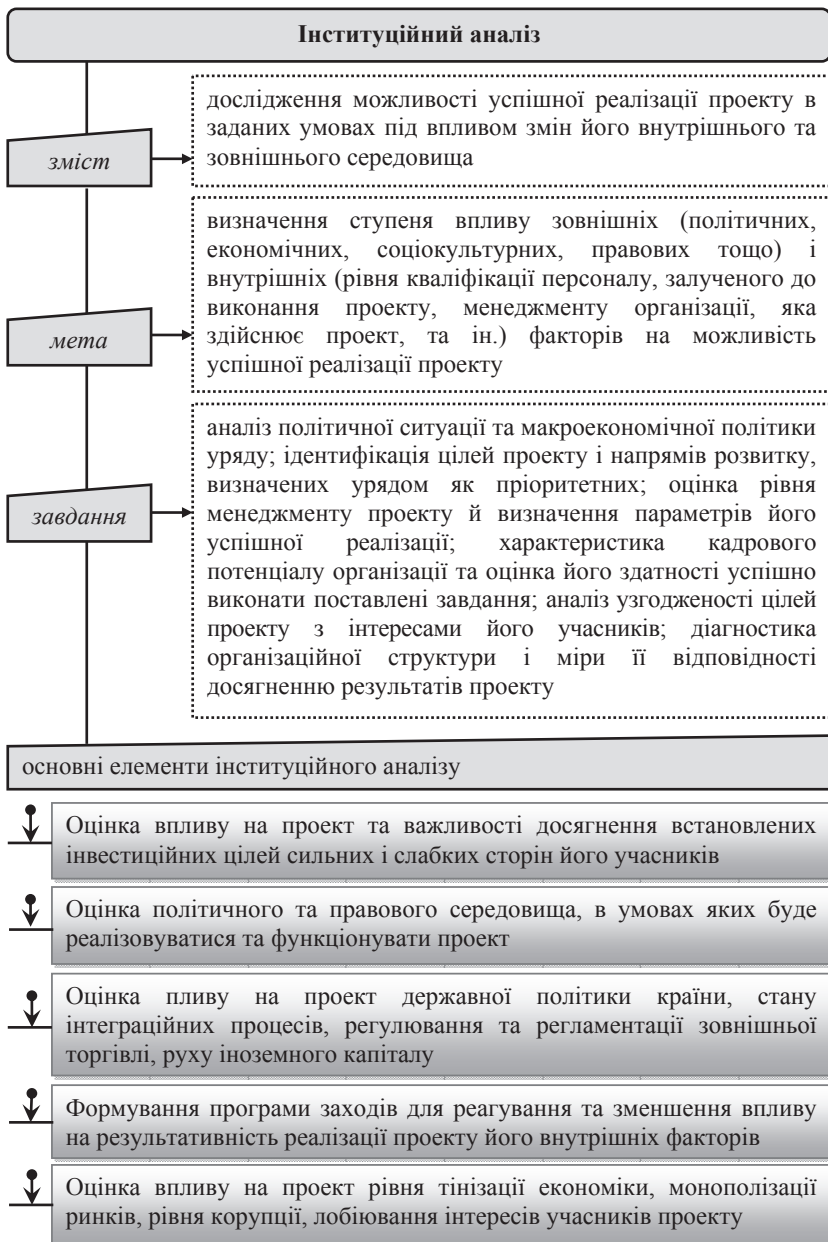 Інституційний аналіз
зміст
дослідження можливості успішної реалізації проекту в
заданих умовах під впливом змін його внутрішнього та
зовнішнього середовища
мета
визначення ступеня впливу зовнішніх (політичних,
економічних, соціокультурних, правових тощо) і
внутрішніх (рівня кваліфікації персоналу, залученого до
виконання проекту, менеджменту організації, яка
здійснює проект, та ін.) факторів на можливість
успішної реалізації проекту
завдання
аналіз політичної ситуації та макроекономічної політики
уряду; ідентифікація цілей проекту і напрямів розвитку,
визначених урядом як пріоритетних; оцінка рівня
менеджменту проекту й визначення параметрів його
успішної реалізації; характеристика кадрового
потенціалу організації та оцінка його здатності успішно
виконати поставлені завдання; аналіз узгодженості цілей
проекту з інтересами його учасників; діагностика
організаційної структури і міри її відповідності
досягненню результатів проекту
основні елементи інституційного аналізу
Оцінка впливу на проект та важливості досягнення встановлених
інвестиційних цілей сильних і слабких сторін його учасників
Оцінка політичного та правового середовища, в умовах яких буде
реалізовуватися та функціонувати проект
Оцінка пливу на проект державної політики країни, стану
інтеграційних процесів, регулювання та регламентації зовнішньої
торгівлі, руху іноземного капіталу
Формування програми заходів для реагування та зменшення впливу
на результативність реалізації проекту його внутрішніх факторів
Оцінка впливу на проект рівня тінізації економіки, монополізації
ринків, рівня корупції, лобіювання інтересів учасників проекту